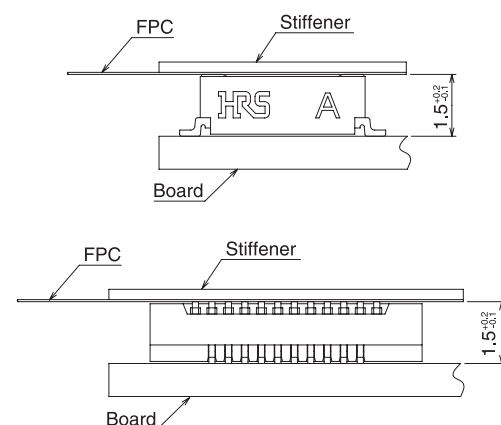 FPC
Stiffener
HRS A
1.5+0.2 -0.1
Board
FPC
Stiffener
1.5+0.2 -0.1
Board